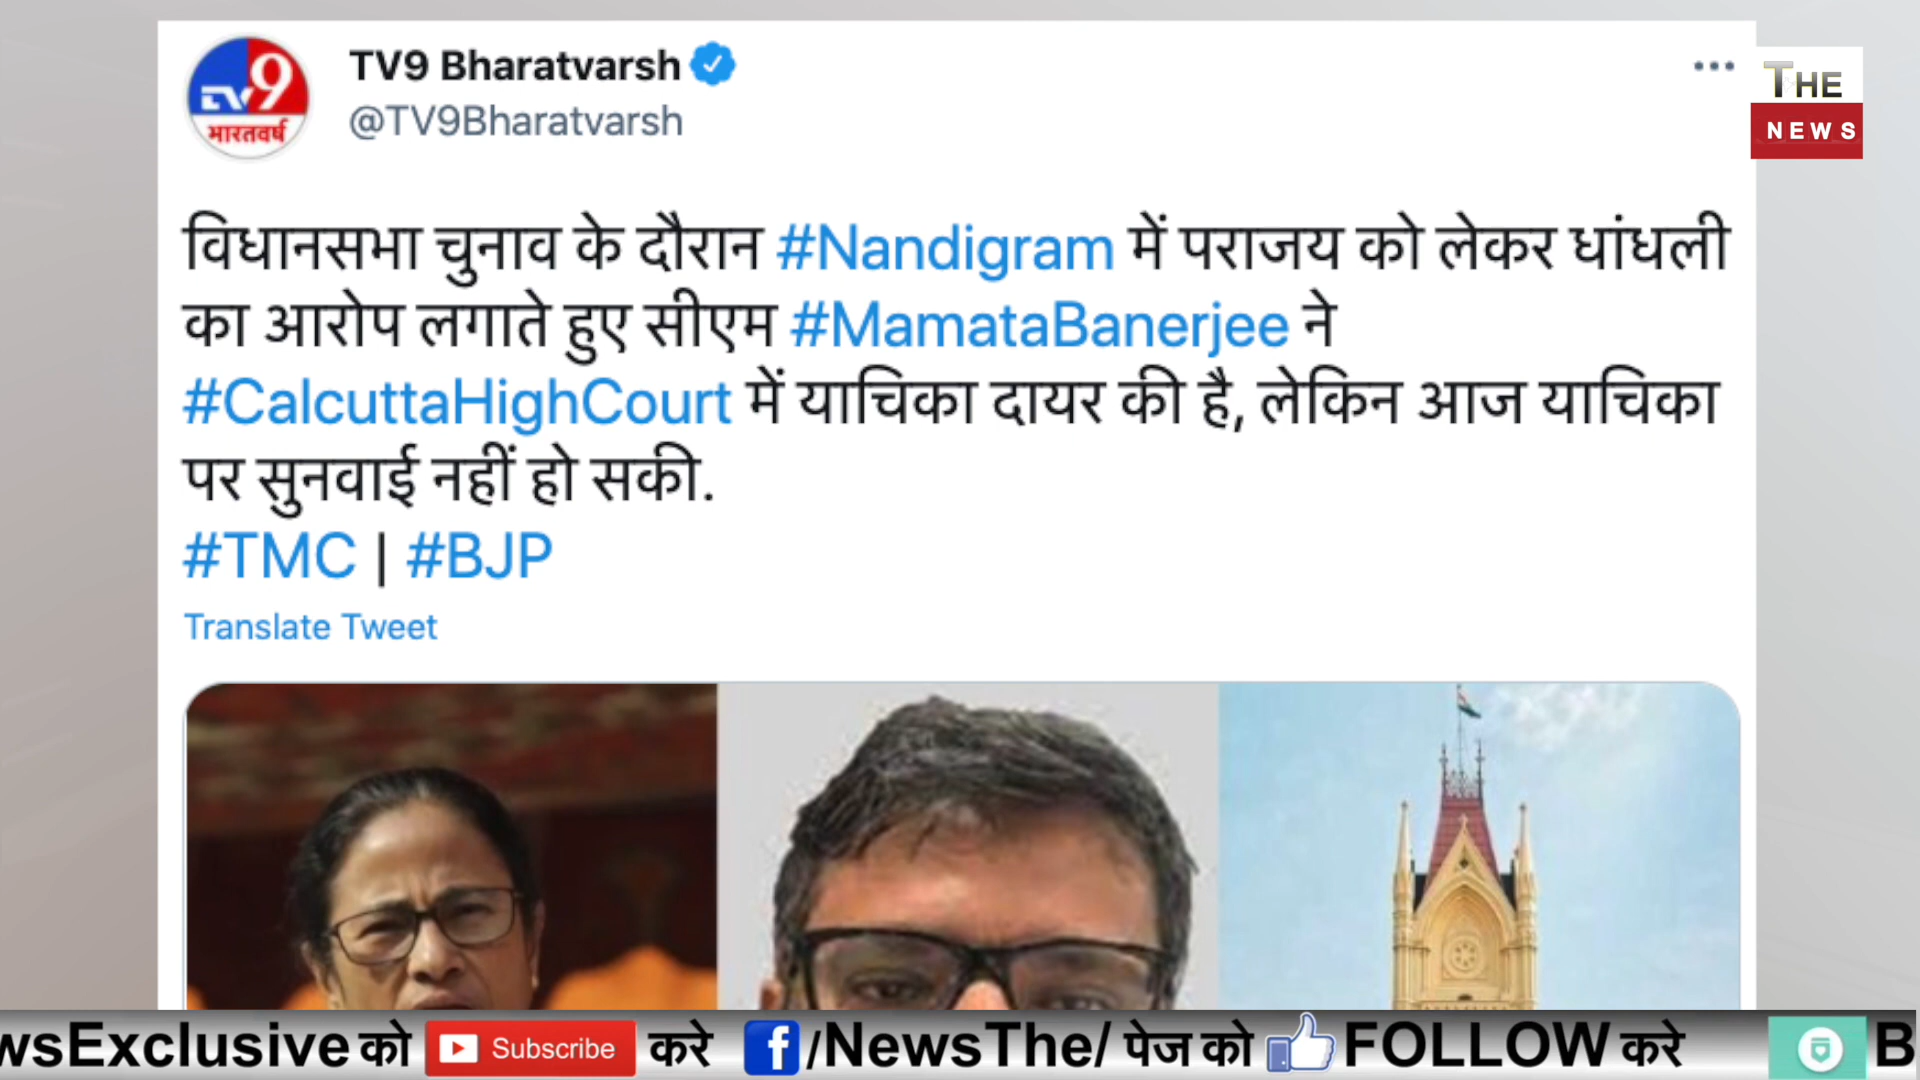 TV9 Bharatvarsh
@TV9Bharatvarsh
TV9
भारतवर्ष
THE
NEWS
विधानसभा चुनाव के दौरान #Nandigram में पराजय को लेकर धांधली
का आरोप लगाते हुए सीएम #MamataBanerjee ने
#CalcuttaHighCourt में याचिका दायर की है, लेकिन आज याचिका
पर सुनवाई नहीं हो सकी.
#TMC | #BJP
Translate Tweet
wsExclusive को Subscribe करे f/NewsThe/ पेज को FOLLOW करे B